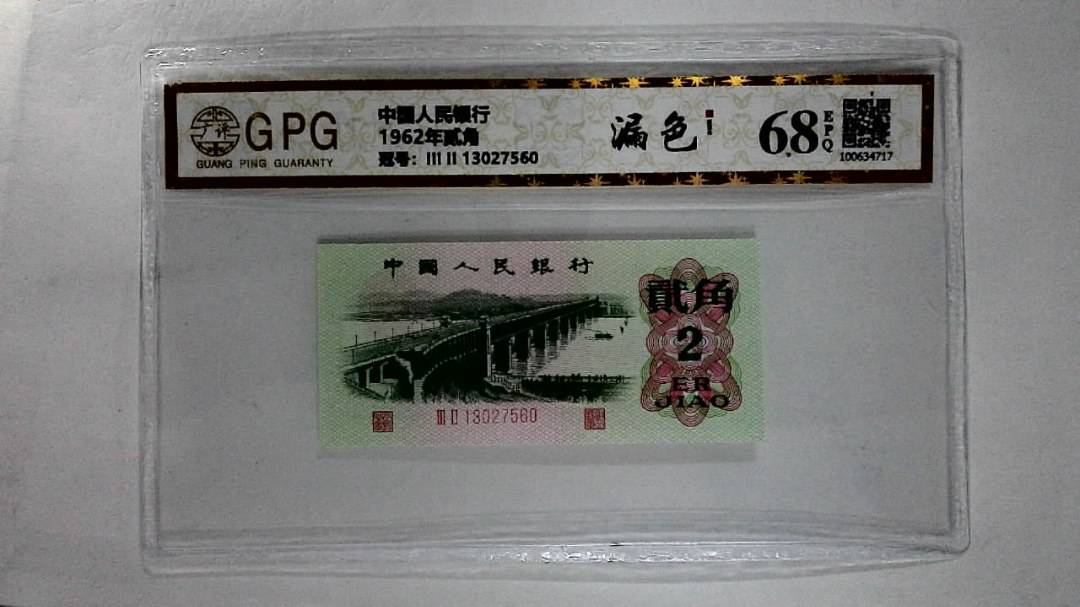 GPG
GUANG PING GUARANTY
中國人民银行
1962年贰角
冠号：III II 13027560
漏色
68
EPQ
100634717
中國人民銀行
貳角
2
ER
JIAO
III II 13027560